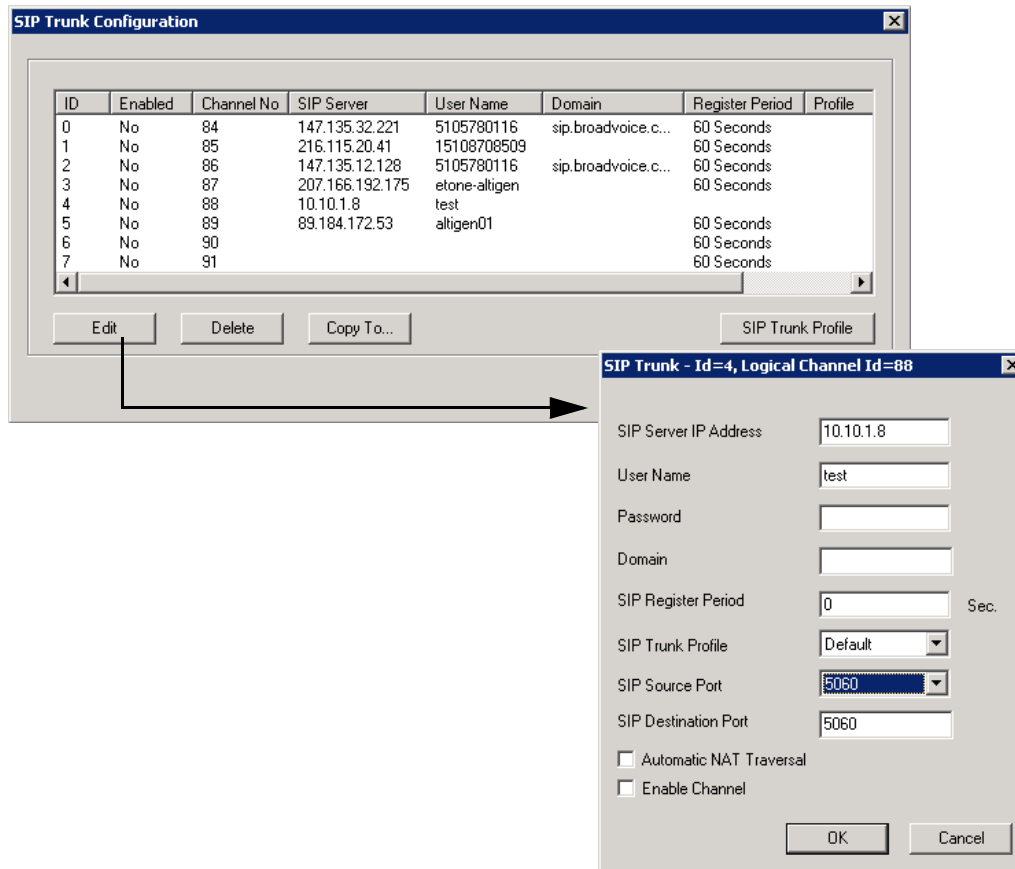 SIP Trunk Configuration
ID Enabled Channel No SIP Server User Name Domain Register Period Profile
0 No 84 147.135.32.221 5105780116 sip.broadvoice.c... 60 Seconds
1 No 85 216.115.20.41 15108708509 60 Seconds
2 No 86 147.135.12.128 5105780116 sip.broadvoice.c... 60 Seconds
3 No 87 207.166.192.175 etone-altigen 60 Seconds
4 No 88 10.10.1.8 test
5 No 89 89.184.172.53 altigen01 60 Seconds
6 No 90 60 Seconds
7 No 91 60 Seconds
Edit Delete Copy To... SIP Trunk Profile
SIP Trunk - Id=4, Logical Channel Id=88
SIP Server IP Address 10.10.1.8
User Name test
Password
Domain
SIP Register Period 0 Sec.
SIP Trunk Profile Default
SIP Source Port 5060
SIP Destination Port 5060
Automatic NAT Traversal
Enable Channel
OK Cancel